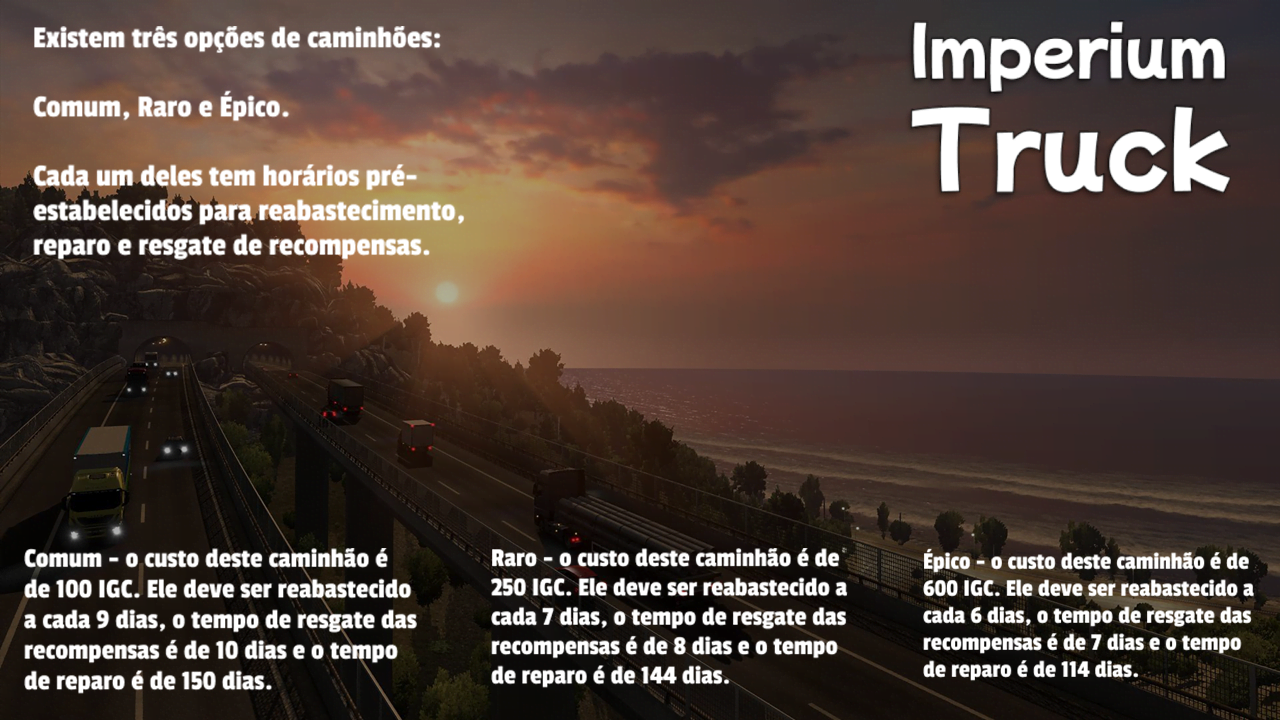 Existem três opções de caminhões:
Comum, Raro e Épico.
Cada um deles tem horários pré-
estabelecidos para reabastecimento,
reparo e resgate de recompensas.
Imperium
Truck
Comum - o custo deste caminhão é
de 100 IGC. Ele deve ser reabastecido
a cada 9 dias, o tempo de resgate das
recompensas é de 10 dias e o tempo
de reparo é de 150 dias.
Raro - o custo deste caminhão é de
250 IGC. Ele deve ser reabastecido a
cada 7 dias, o tempo de resgate das
recompensas é de 8 dias e o tempo
de reparo é de 144 dias.
Épico - o custo deste caminhão é de
600 IGC. Ele deve ser reabastecido a
cada 6 dias, o tempo de resgate das
recompensas é de 7 dias e o tempo
de reparo é de 114 dias.